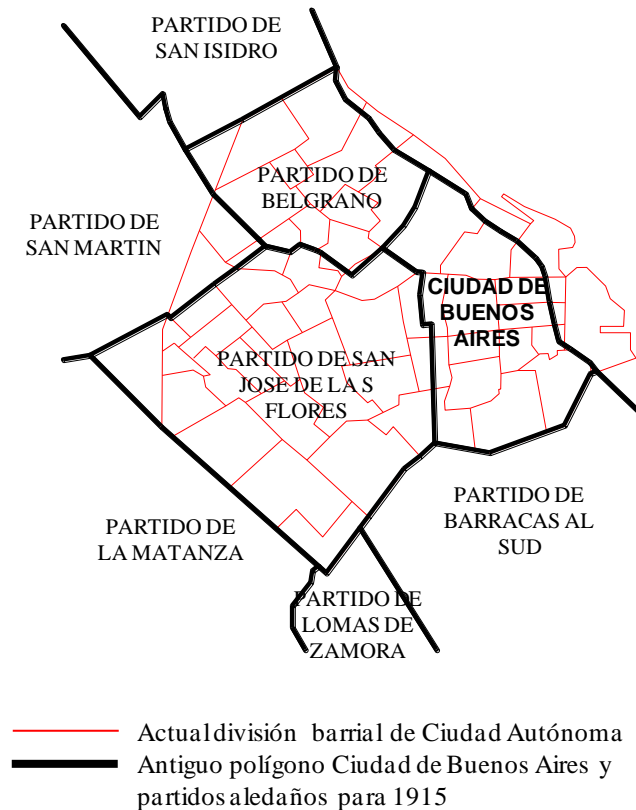 PARTIDO DE
SAN ISIDRO
PARTIDO DE
BELGRANO
PARTIDO DE
SAN MARTIN
CIUDAD DE
BUENOS
AIRES
PARTIDO DE SAN
JOSE DE LA S
FLORES
PARTIDO DE
BARRACAS AL
SUD
PARTIDO DE
LA MATANZA
PARTIDO DE
LOMAS DE
ZAMORA
Actual división barrial de Ciudad Autónoma
Antiguo polígono Ciudad de Buenos Aires y
partidos aledaños para 1915